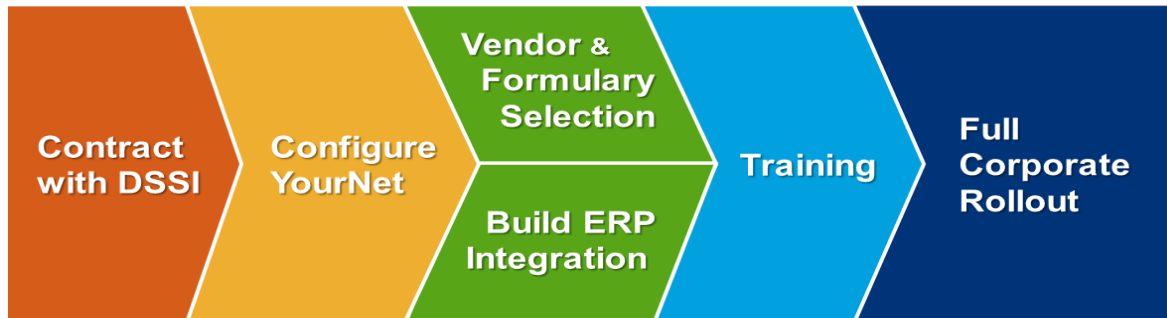 Contract
with DSSI
Configure
YourNet
Vendor &
Formulary
Selection
Build ERP
Integration
Training
Full
Corporate
Rollout